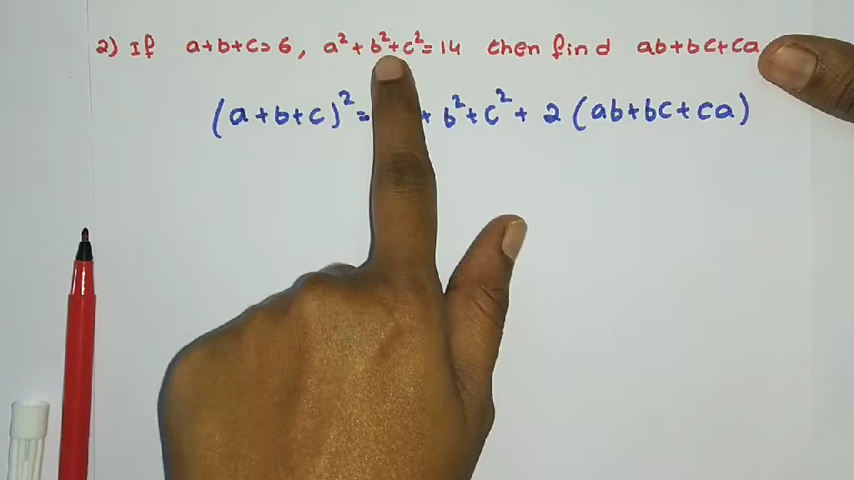 2) If a+b+c=6, a²+b²+c²=14 then find ab+bc+ca
(a+b+c)²= + b²+c²+ 2(ab+bc+ca)